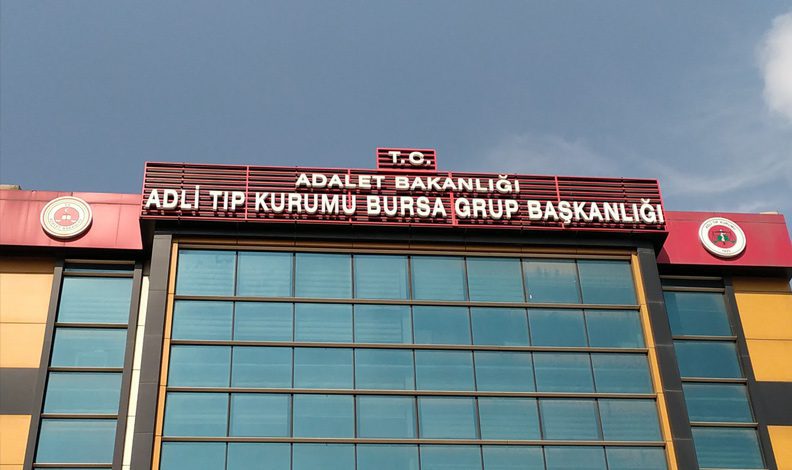 T.C.
ADALET BAKANLIĞI
ADLİ TIP KURUMU BURSA GRUP BAŞKANLIĞI